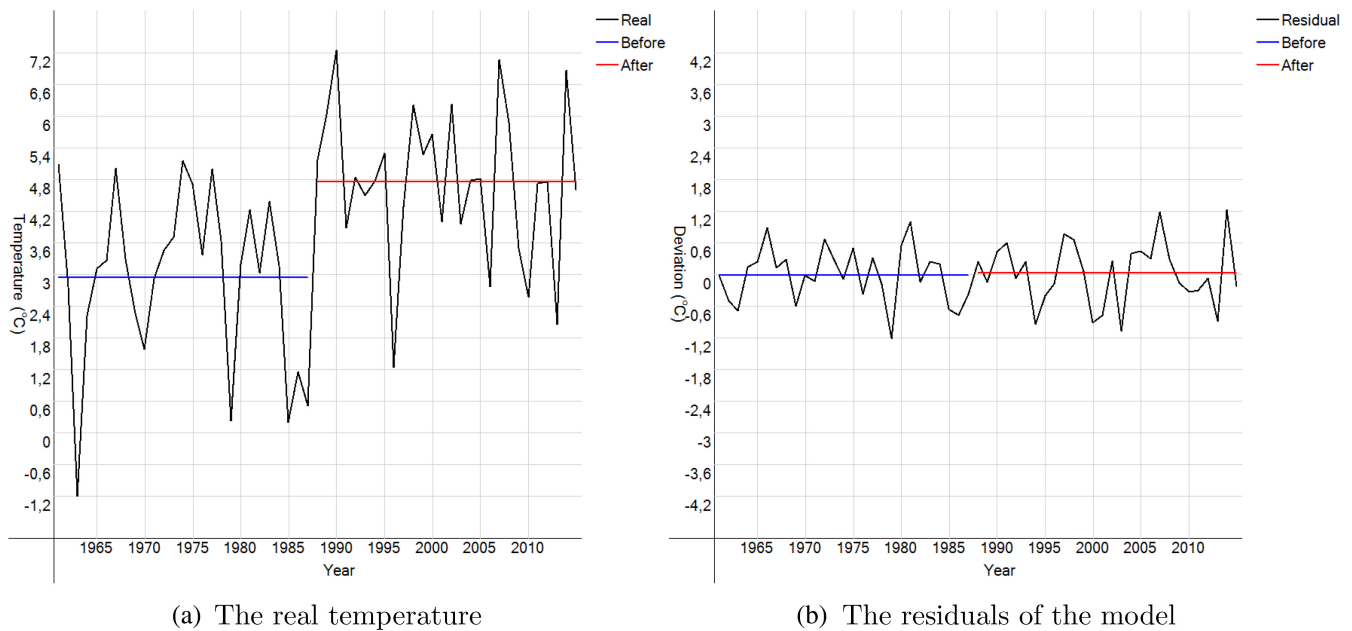 Real
Before
After
7,2
6,6
6
5,4
4,8
4,2
3,6
3
2,4
1,8
1,2
0,6
0
-0,6
-1,2
Temperature (°C)
1965 1970 1975 1980 1985 1990 1995 2000 2005 2010
Year
(a) The real temperature
Residual
Before
After
4,2
3,6
3
2,4
1,8
1,2
0,6
0
-0,6
-1,2
-1,8
-2,4
-3
-3,6
-4,2
Deviation (°C)
1965 1970 1975 1980 1985 1990 1995 2000 2005 2010
Year
(b) The residuals of the model